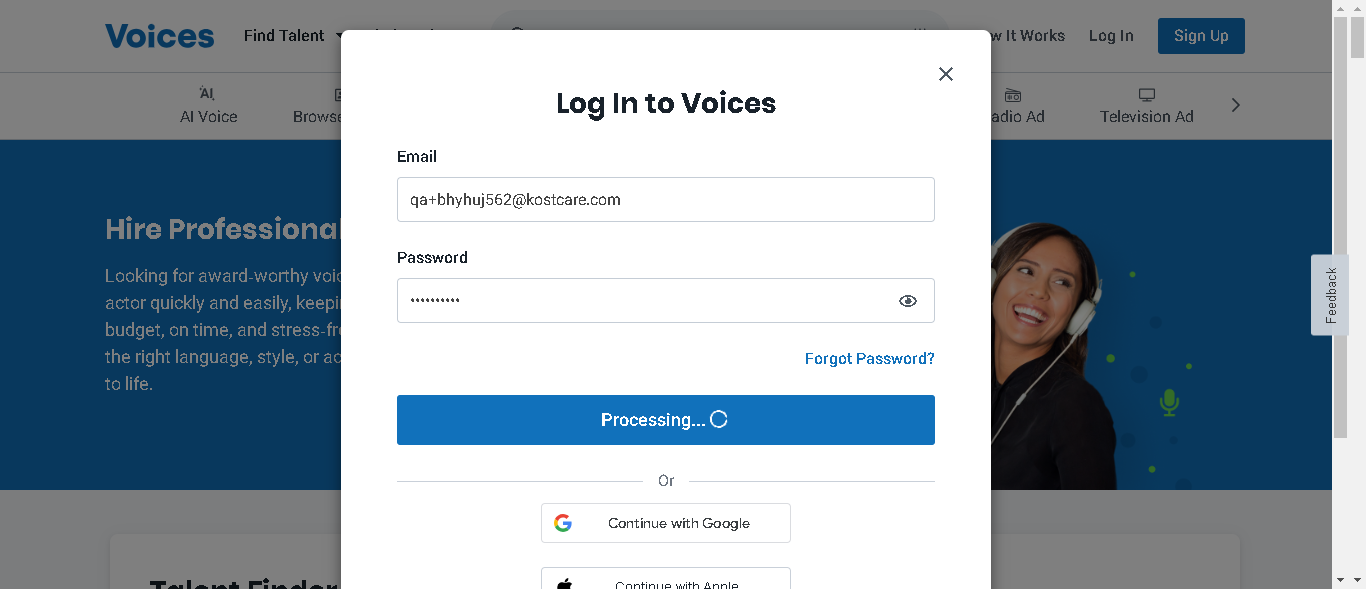 Voices
Find Talent
w It Works
Log In
Sign Up
AI
AI Voice
Browse
adio Ad
Television Ad
Log In to Voices
Email
qa+bhyhuj562@kostcare.com
Password
Forgot Password?
Processing...
Or
Continue with Google
Continue with Apple
Hire Professional
Looking for award-worthy voic
actor quickly and easily, keepi
budget, on time, and stress-fr
the right language, style, or ac
to life.
Feedback
Talent Finder